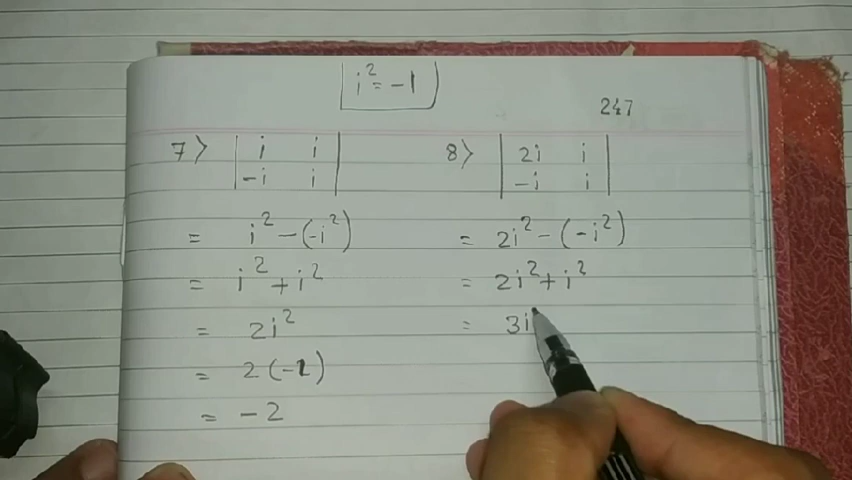 i² = -1
247
7> | i i |
| -i i |
= i² - (-i²)
= i² + i²
= 2i²
= 2(-1)
= -2
8> | 2i i |
| -i i |
= 2i² - (-i²)
= 2i² + i²
= 3i